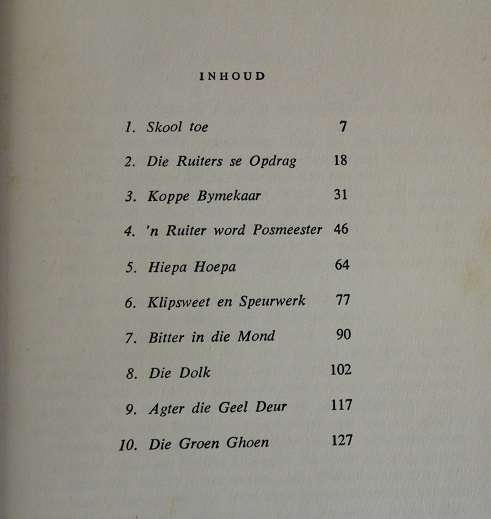 INHOUD
1. Skool toe 7
2. Die Ruiters se Opdrag 18
3. Koppe Bymekaar 31
4. 'n Ruiter word Posmeester 46
5. Hiepa Hoepa 64
6. Klipsweet en Speurwerk 77
7. Bitter in die Mond 90
8. Die Dolk 102
9. Agter die Geel Deur 117
10. Die Groen Ghoen 127